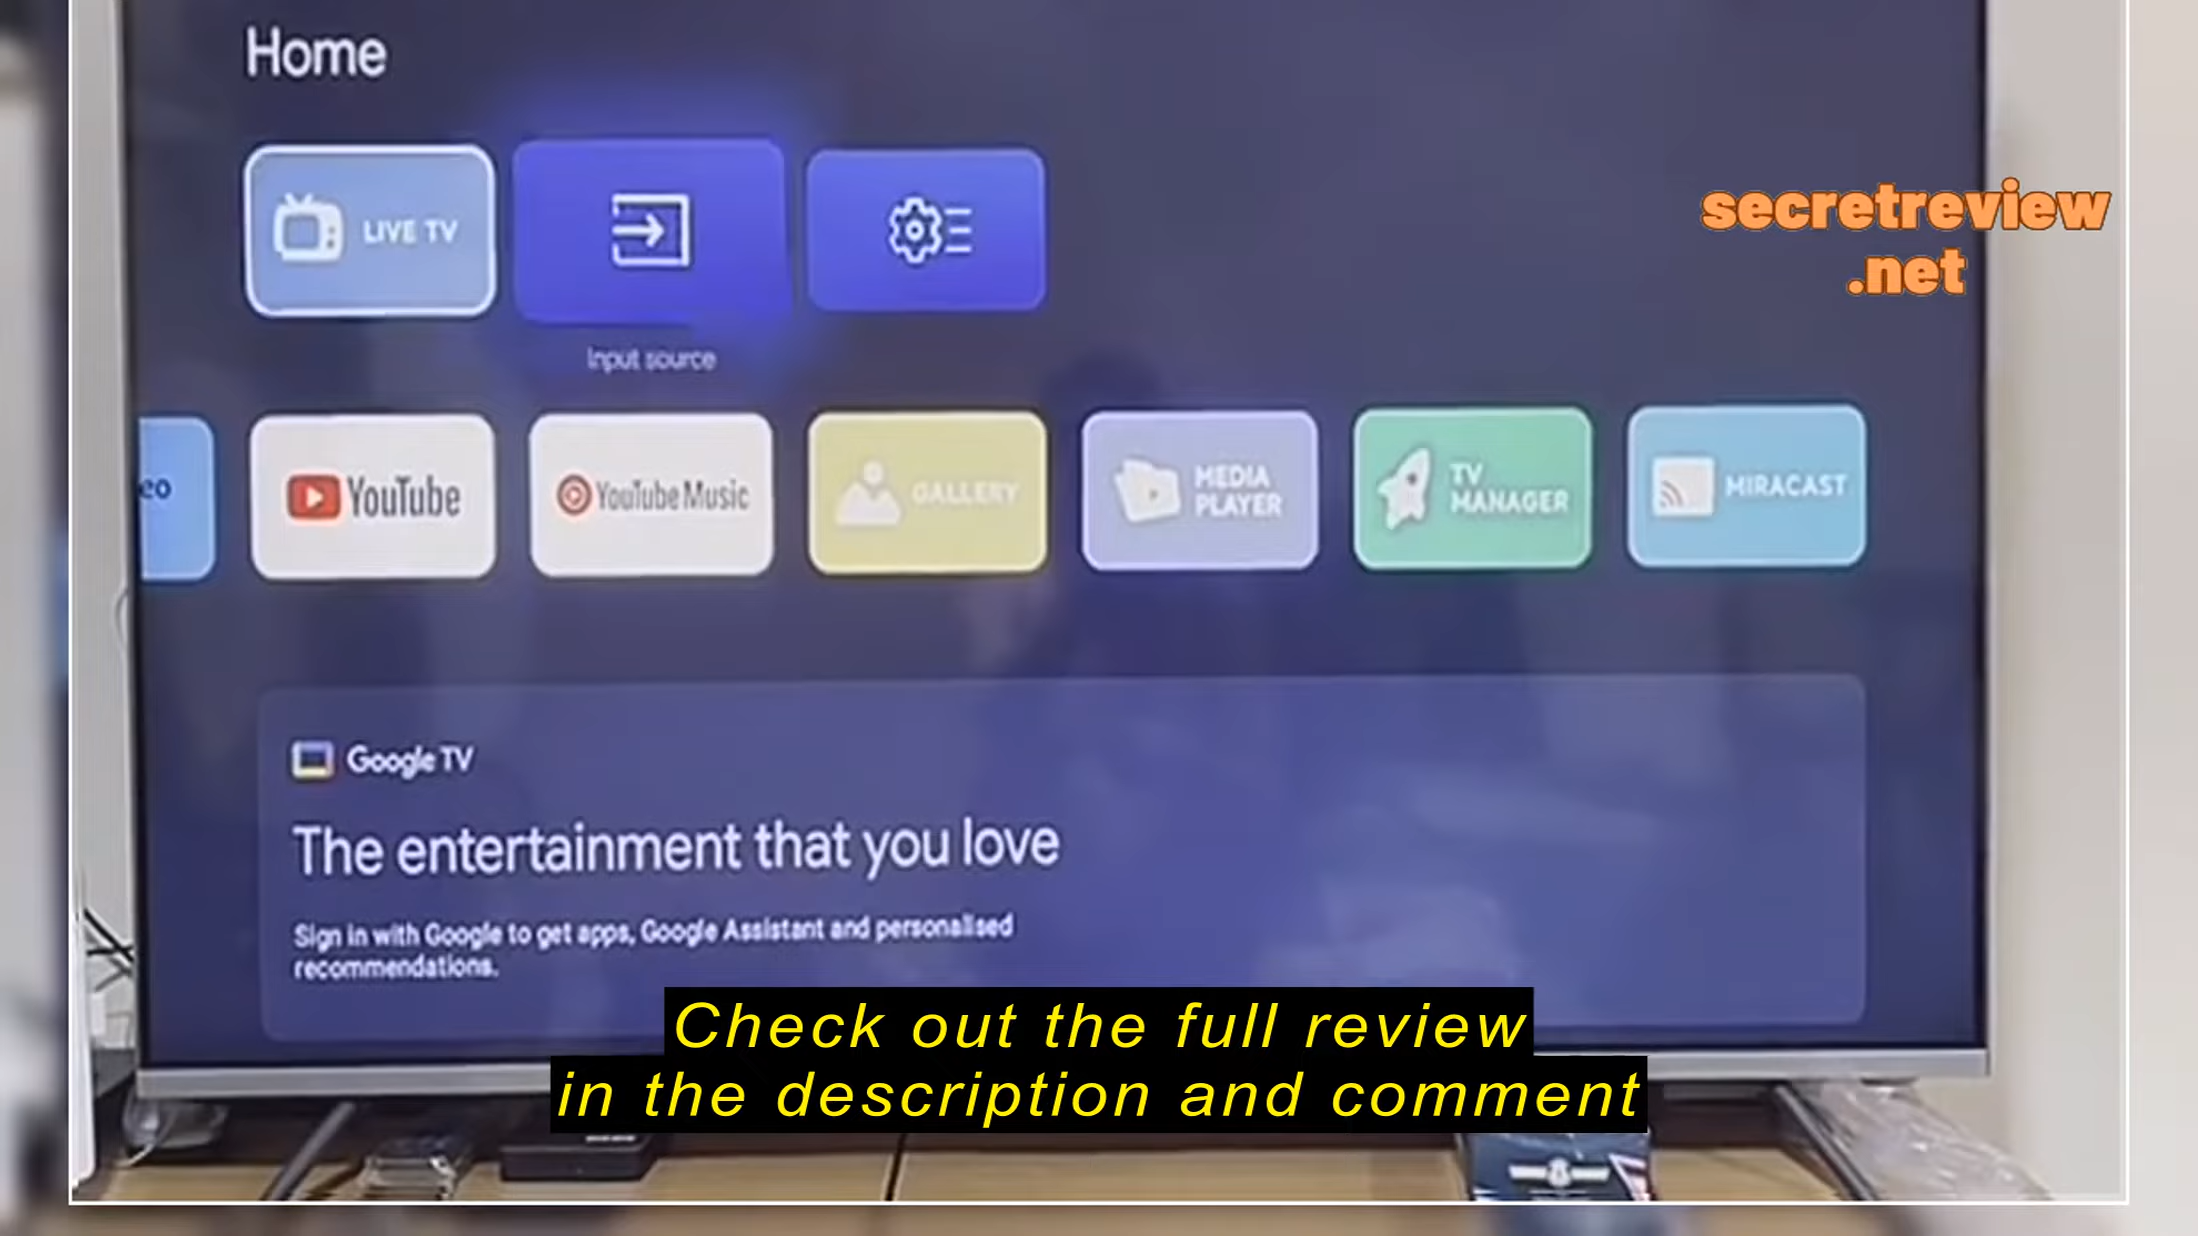 Home
secretreview
.net
LIVE TV
Input source
YouTube
YouTube Music
GALLERY
MEDIA
PLAYER
TV
MANAGER
MIRACAST
eo
Google TV
The entertainment that you love
Sign in with Google to get apps, Google Assistant and personalised
recommendations.
Check out the full review
in the description and comment